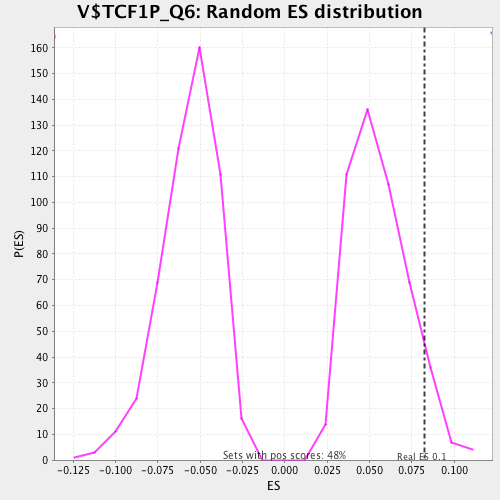 V$TCF1P_Q6: Random ES distribution
P(ES)
160
150
140
130
120
110
100
90
80
70
60
50
40
30
20
10
0
Sets with pos scores: 48%
Real ES 0.1
-0.125 -0.100 -0.075 -0.050 -0.025 0.000 0.025 0.050 0.075 0.100
ES